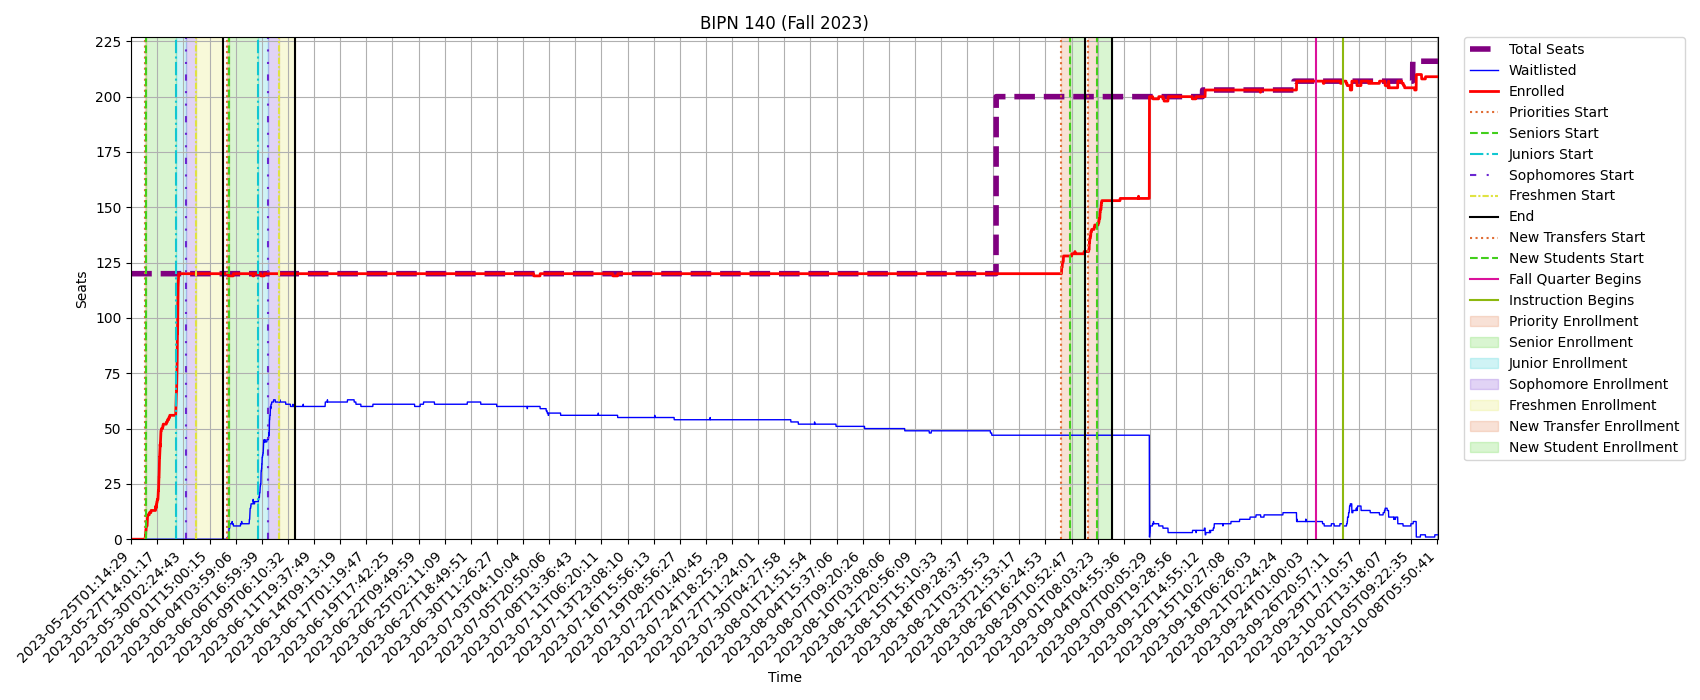 BIPN 140 (Fall 2023)
225
200
175
150
125
100
75
50
25
0
Seats
2023-05-25T01:14:29
2023-05-27T14:01:17
2023-05-30T02:24:43
2023-06-01T15:00:15
2023-06-04T03:59:06
2023-06-06T16:59:39
2023-06-09T06:10:32
2023-06-11T19:37:49
2023-06-14T09:13:19
2023-06-17T01:19:47
2023-06-19T17:42:25
2023-06-22T09:49:59
2023-06-25T02:11:09
2023-06-27T18:49:51
2023-06-30T11:26:27
2023-07-03T04:10:04
2023-07-05T20:50:06
2023-07-08T13:36:43
2023-07-11T06:20:11
2023-07-13T23:08:10
2023-07-16T15:56:13
2023-07-19T08:56:27
2023-07-22T01:40:45
2023-07-24T18:25:29
2023-07-27T11:24:01
2023-07-30T04:27:58
2023-08-01T21:51:54
2023-08-04T15:37:06
2023-08-07T09:20:26
2023-08-10T03:08:06
2023-08-12T20:56:09
2023-08-15T15:10:33
2023-08-18T09:28:37
2023-08-21T03:35:53
2023-08-23T21:53:17
2023-08-26T16:24:53
2023-08-29T10:52:47
2023-09-01T08:03:23
2023-09-04T04:55:36
2023-09-07T00:05:29
2023-09-09T19:28:56
2023-09-12T14:55:12
2023-09-15T10:27:08
2023-09-18T06:26:03
2023-09-21T02:24:24
2023-09-24T01:00:03
2023-09-26T20:57:11
2023-09-29T17:10:57
2023-10-02T13:18:07
2023-10-05T09:22:35
2023-10-08T05:50:41
Time
Total Seats
Waitlisted
Enrolled
Priorities Start
Seniors Start
Juniors Start
Sophomores Start
Freshmen Start
End
New Transfers Start
New Students Start
Fall Quarter Begins
Instruction Begins
Priority Enrollment
Senior Enrollment
Junior Enrollment
Sophomore Enrollment
Freshmen Enrollment
New Transfer Enrollment
New Student Enrollment